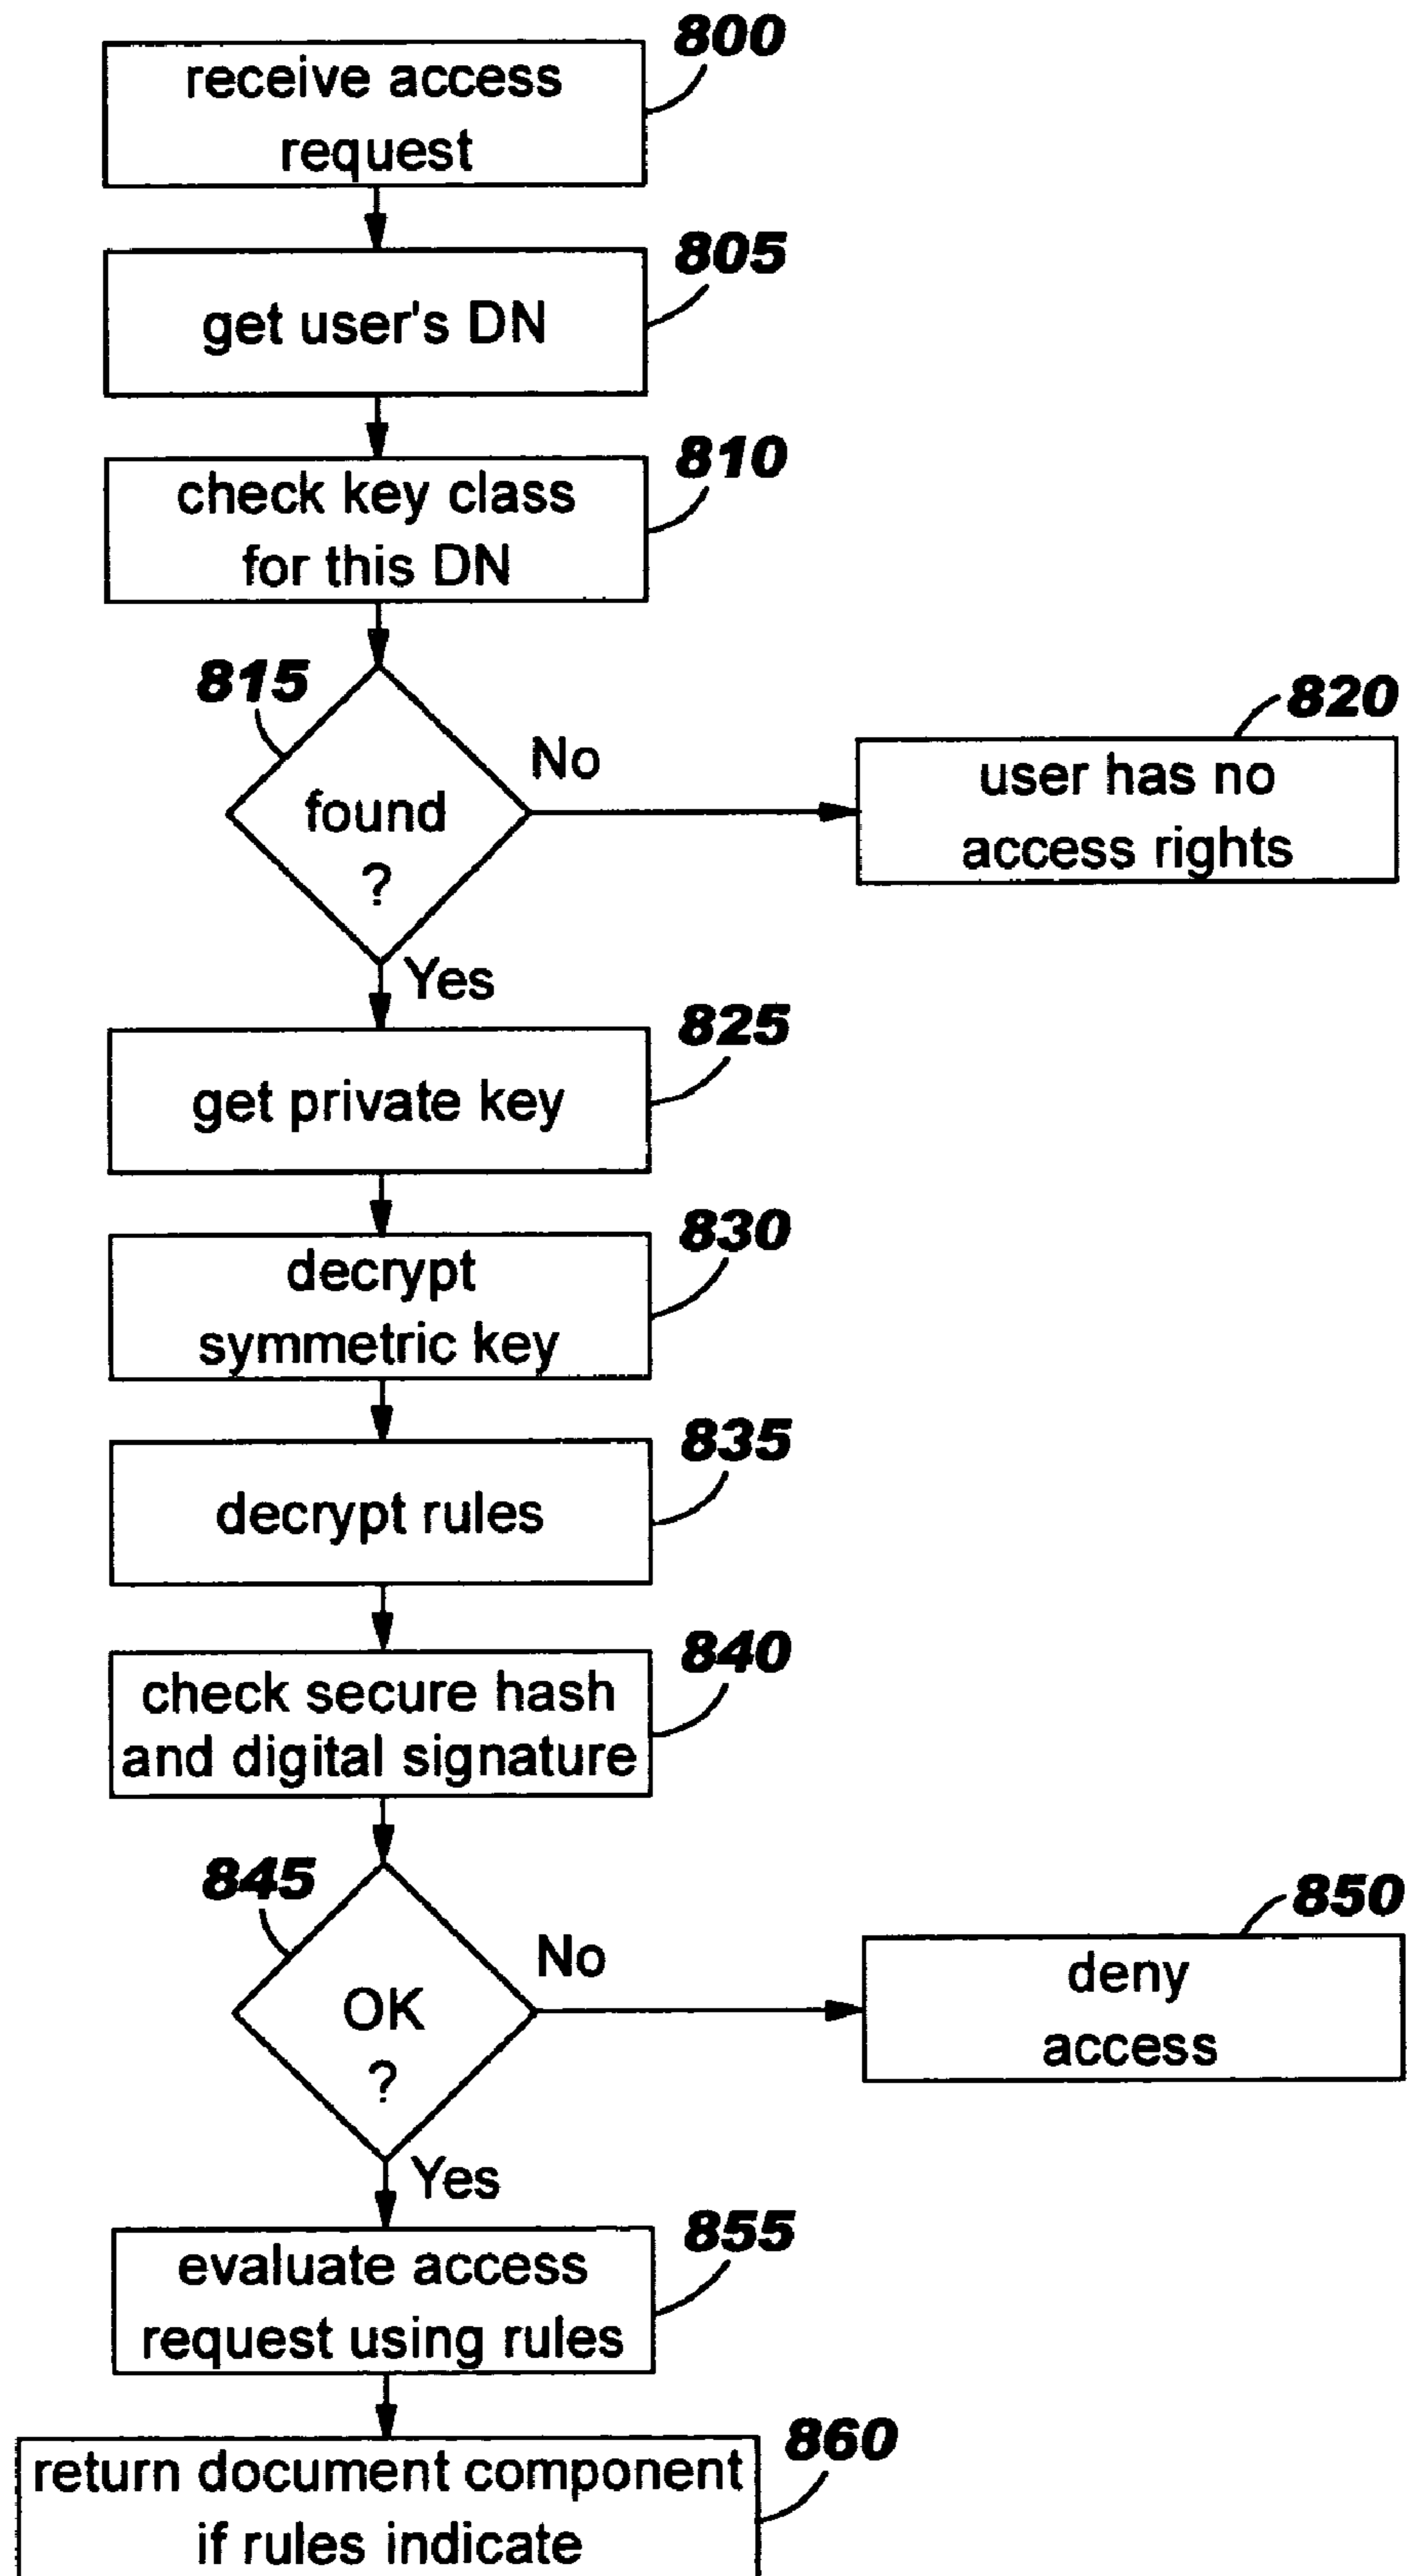 800
receive access
request
805
get user's DN
810
check key class
for this DN
815
found
?
No
820
user has no
access rights
Yes
825
get private key
830
decrypt
symmetric key
835
decrypt rules
840
check secure hash
and digital signature
845
OK
?
No
850
deny
access
Yes
855
evaluate access
request using rules
860
return document component
if rules indicate